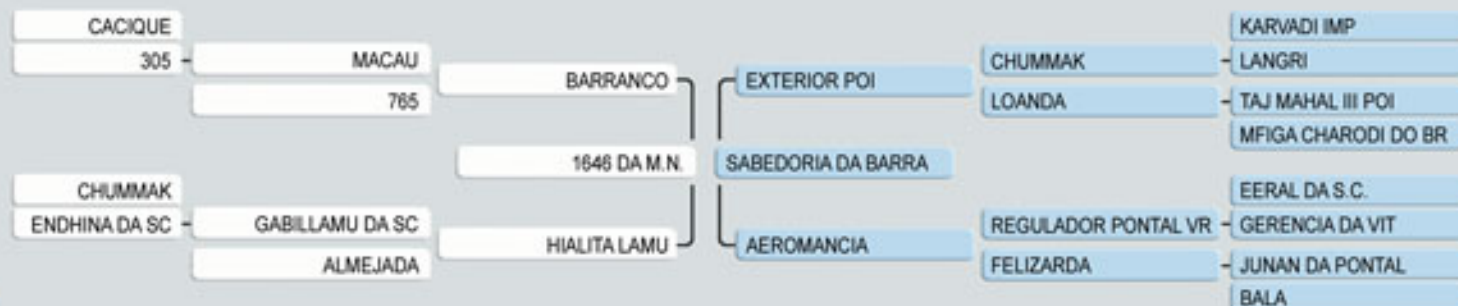 CACIQUE
305
MACAU
765
BARRANCO
1646 DA M.N.
CHUMMAK
ENDHINA DA SC
GABILLAMU DA SC
ALMEJADA
HIALITA LAMU
EXTERIOR POI
SABEDORIA DA BARRA
AEROMANCIA
CHUMMAK
LOANDA
REGULADOR PONTAL VR
FELIZARDA
KARVADI IMP
LANGRI
TAJ MAHAL III POI
MFIGA CHARODI DO BR
EERAL DA S.C.
GERENCIA DA VIT
JUNAN DA PONTAL
BALA